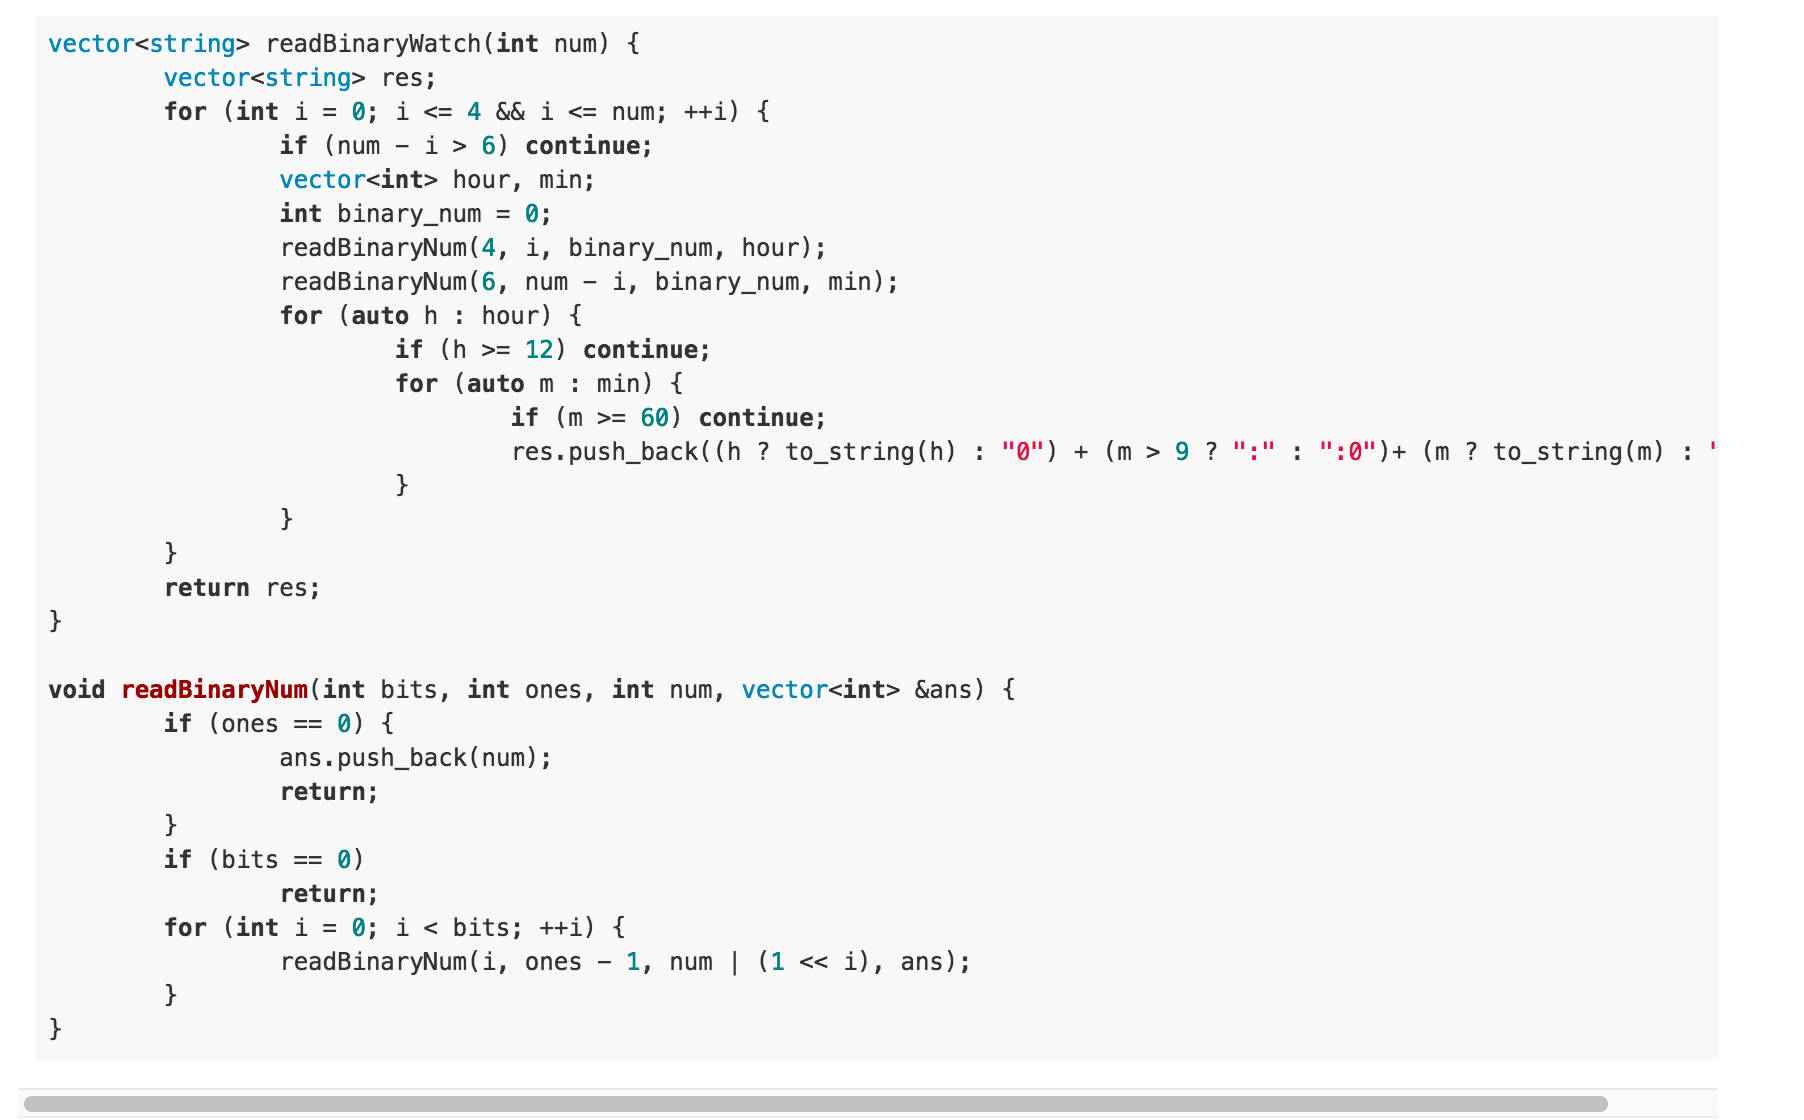 vector<string> readBinaryWatch(int num) {
        vector<string> res;
        for (int i = 0; i <= 4 && i <= num; ++i) {
                if (num - i > 6) continue;
                vector<int> hour, min;
                int binary_num = 0;
                readBinaryNum(4, i, binary_num, hour);
                readBinaryNum(6, num - i, binary_num, min);
                for (auto h : hour) {
                        if (h >= 12) continue;
                        for (auto m : min) {
                                if (m >= 60) continue;
                                res.push_back((h ? to_string(h) : "0") + (m > 9 ? ":" : ":0")+ (m ? to_string(m) : "
                        }
                }
        }
        return res;
}

void readBinaryNum(int bits, int ones, int num, vector<int> &ans) {
        if (ones == 0) {
                ans.push_back(num);
                return;
        }
        if (bits == 0)
                return;
        for (int i = 0; i < bits; ++i) {
                readBinaryNum(i, ones - 1, num | (1 << i), ans);
        }
}